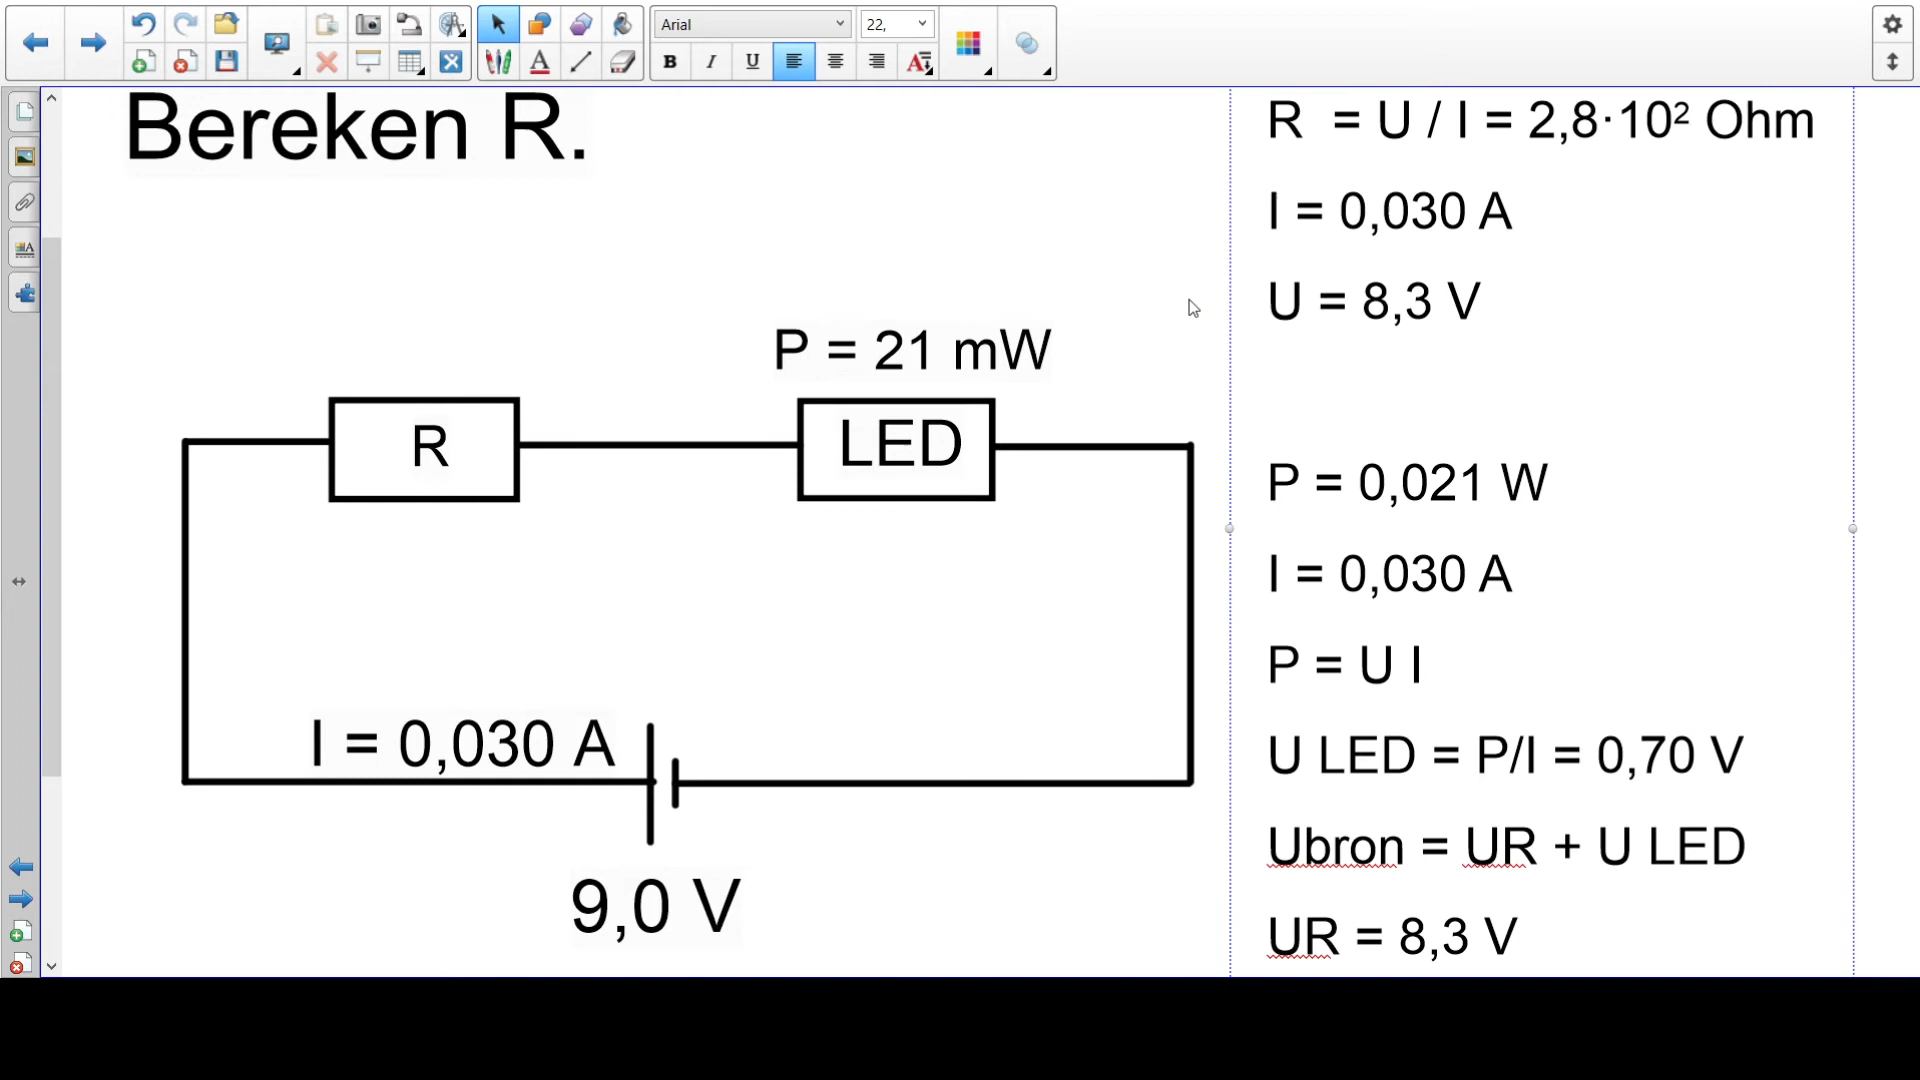 Arial
22,
B I U
Bereken R.
P = 21 mW
R
LED
I = 0,030 A
9,0 V
R = U / I = 2,8·10² Ohm
I = 0,030 A
U = 8,3 V
P = 0,021 W
I = 0,030 A
P = U I
U LED = P/I = 0,70 V
Ubron = UR + U LED
UR = 8,3 V